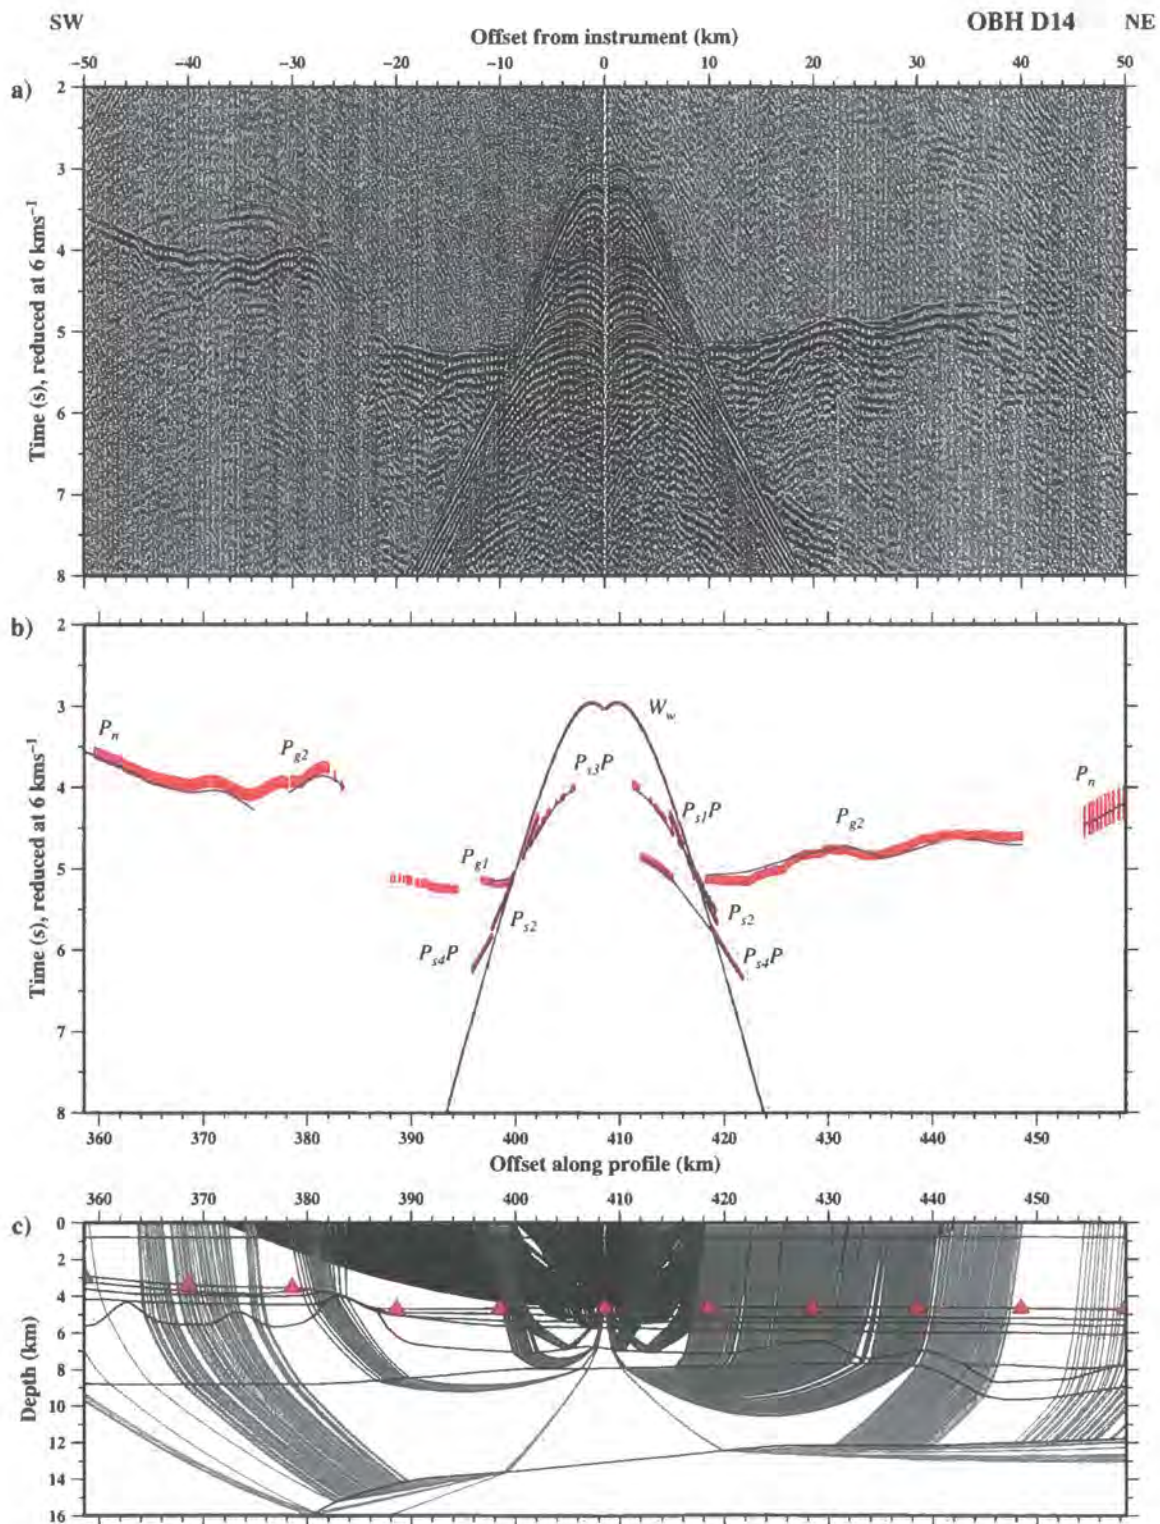 SW OBH D14 NE
Offset from instrument (km)
−50 −40 −30 −20 −10 0 10 20 30 40 50
a)
2
3
4
5
6
7
8
Time (s), reduced at 6 kms⁻¹
b)
2
3
4
5
6
7
8
Time (s), reduced at 6 kms⁻¹
Pn
Pg2
Ww
Ps3P
Ps1P
Pn
Pg2
Pg1
Ps2
Ps2
Ps4P
Ps4P
360 370 380 390 400 410 420 430 440 450
Offset along profile (km)
360 370 380 390 400 410 420 430 440 450
c)
0
2
4
6
8
10
12
14
16
Depth (km)